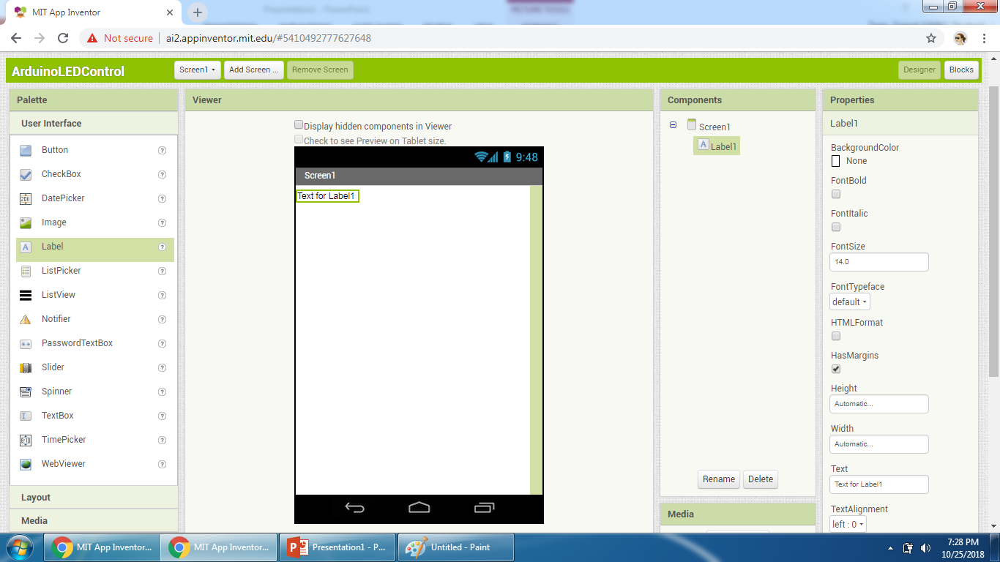 MIT App Inventor
Presentation1 - PowerPoint
PICTURE TOOLS
Not secure
ai2.appinventor.mit.edu/#5410492777627648
ArduinoLEDControl
Screen1
Add Screen ...
Remove Screen
Designer
Blocks
Palette
User Interface
Button
CheckBox
DatePicker
Image
Label
ListPicker
ListView
Notifier
PasswordTextBox
Slider
Spinner
TextBox
TimePicker
WebViewer
Layout
Media
Viewer
Display hidden components in Viewer
Check to see Preview on Tablet size.
9:48
Screen1
Text for Label1
Components
Screen1
A Label1
Rename
Delete
Media
Properties
Label1
BackgroundColor
None
FontBold
FontItalic
FontSize
14.0
FontTypeface
default
HTMLFormat
HasMargins
Height
Automatic...
Width
Automatic...
Text
Text for Label1
TextAlignment
left : 0
MIT App Inventor...
MIT App Inventor...
Presentation1 - P...
Untitled - Paint
7:28 PM
10/25/2018